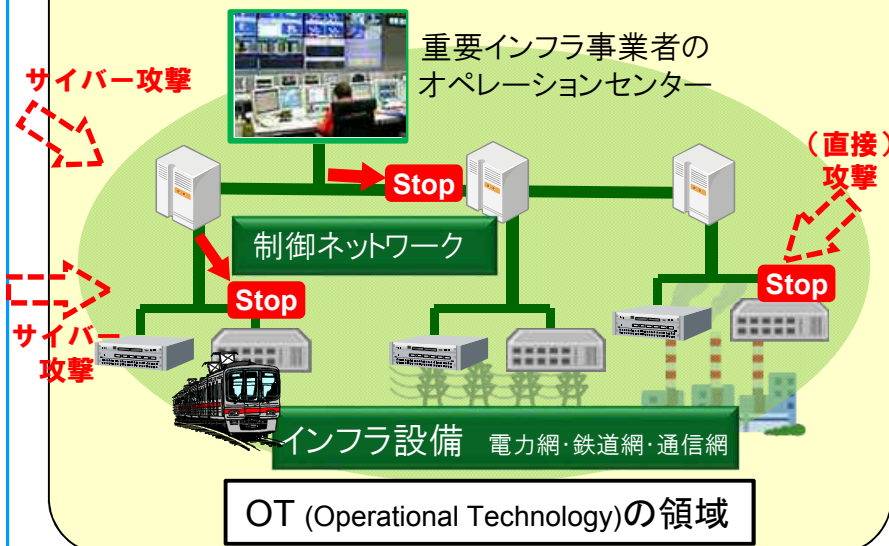 重要インフラ事業者の
オペレーションセンター
サイバー攻撃
(直接)
攻撃
Stop
制御ネットワーク
Stop
Stop
サイバー
攻撃
インフラ設備 電力網・鉄道網・通信網
OT (Operational Technology)の領域